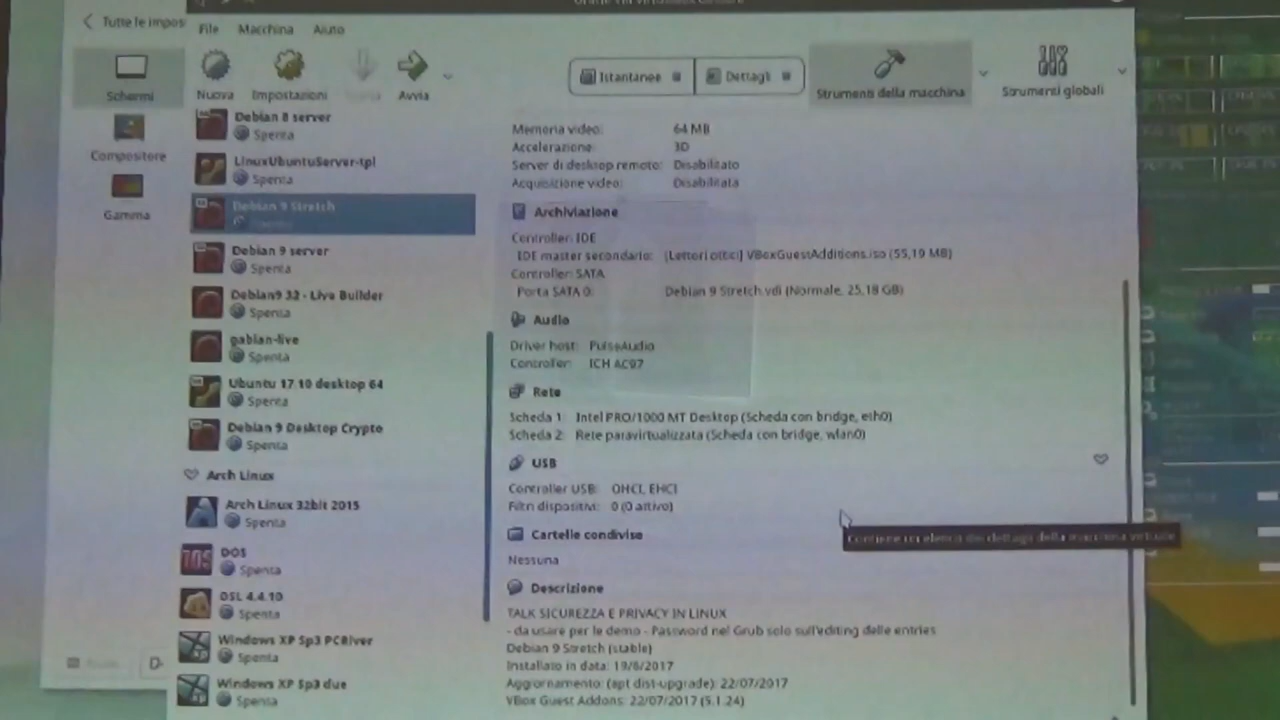 Tutte le impos
File Macchina Aiuto
Schermi
Compositore
Gamma
Nuova Impostazioni Avvia
Istantanee Dettagli Strumenti della macchina Strumenti globali
Debian 8 server
Spenta
LinuxUbuntuServer-tpl
Spenta
Debian 9 Stretch
Debian 9 server
Spenta
Debian9 32 - Live Builder
Spenta
gabian-live
Spenta
Ubuntu 17 10 desktop 64
Spenta
Debian 9 Desktop Crypto
Spenta
Arch Linux
Arch Linux 32bit 2015
Spenta
DOS
Spenta
DSL 4.4.10
Spenta
Windows XP Sp3 PCRiver
Spenta
Windows XP Sp3 due
Spenta
Memoria video: 64 MB
Accelerazione: 3D
Server di desktop remoto: Disabilitato
Acquisizione video: Disabilitata
Archiviazione
Controller: IDE
IDE master secondario: [Lettori ottici] VBoxGuestAdditions.iso (55,19 MB)
Controller: SATA
Porta SATA 0: Debian 9 Stretch.vdi (Normale, 25,18 GB)
Audio
Driver host: PulseAudio
Controller: ICH AC97
Rete
Scheda 1: Intel PRO/1000 MT Desktop (Scheda con bridge, eth0)
Scheda 2: Rete paravirtualizzata (Scheda con bridge, wlan0)
USB
Controller USB: OHCI, EHCI
Filtri dispositivi: 0 (0 attivo)
Cartelle condivise
Nessuna
Contiene un elenco dei dettagli della macchina virtuale
Descrizione
TALK SICUREZZA E PRIVACY IN LINUX
- da usare per le demo - Password nel Grub solo sull'editing delle entries
Debian 9 Stretch (stable)
Installato in data: 19/6/2017
Aggiornamento: (apt dist-upgrade): 22/07/2017
VBox Guest Addons: 22/07/2017 (5.1.24)